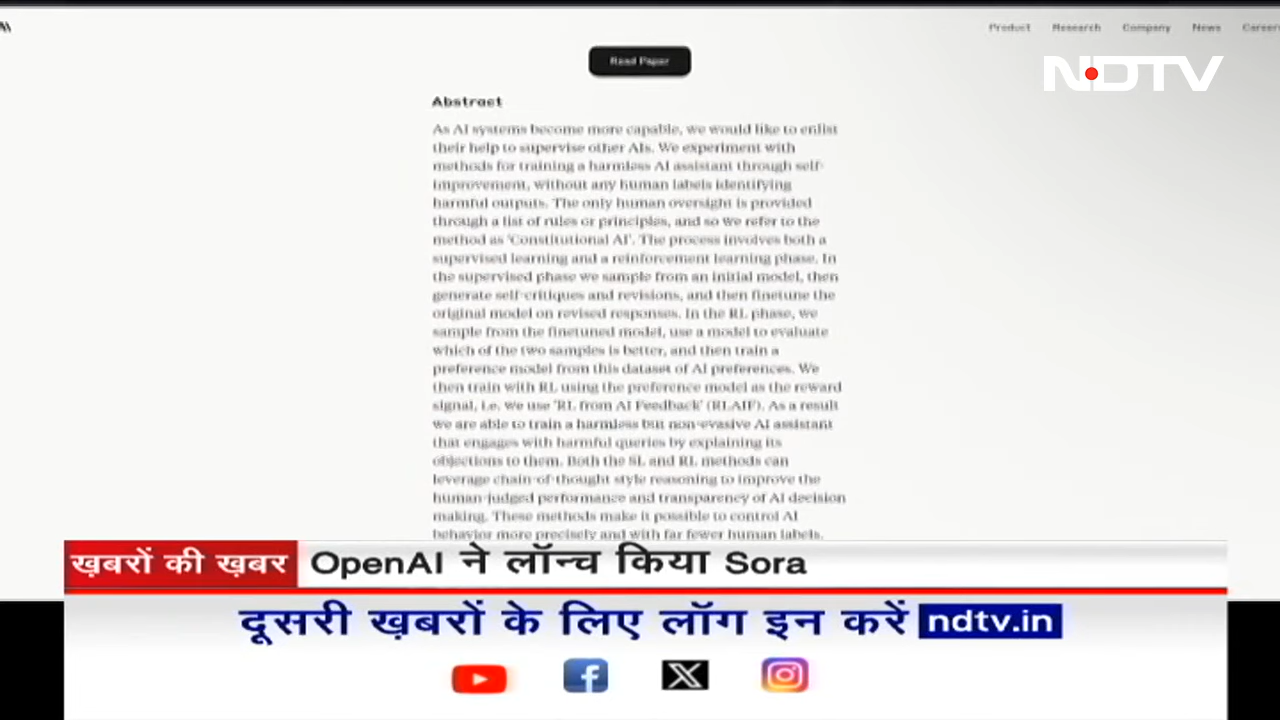 Product Research Company News Careers
NDTV
Read Paper
Abstract
As AI systems become more capable, we would like to enlist
their help to supervise other AIs. We experiment with
methods for training a harmless AI assistant through self-
improvement, without any human labels identifying
harmful outputs. The only human oversight is provided
through a list of rules or principles, and so we refer to the
method as 'Constitutional AI'. The process involves both a
supervised learning and a reinforcement learning phase. In
the supervised phase we sample from an initial model, then
generate self-critiques and revisions, and then finetune the
original model on revised responses. In the RL phase, we
sample from the finetuned model, use a model to evaluate
which of the two samples is better, and then train a
preference model from this dataset of AI preferences. We
then train with RL using the preference model as the reward
signal, i.e. we use 'RL from AI Feedback' (RLAIF). As a result
we are able to train a harmless but non-evasive AI assistant
that engages with harmful queries by explaining its
objections to them. Both the SL and RL methods can
leverage chain-of-thought style reasoning to improve the
human-judged performance and transparency of AI decision
making. These methods make it possible to control AI
behavior more precisely and with far fewer human labels.
ख़बरों की ख़बर OpenAI ने लॉन्च किया Sora
दूसरी ख़बरों के लिए लॉग इन करें ndtv.in